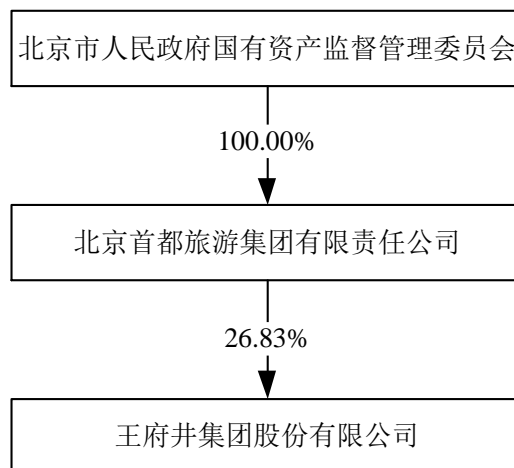 北京市人民政府国有资产监督管理委员会
100.00%
北京首都旅游集团有限责任公司
26.83%
王府井集团股份有限公司